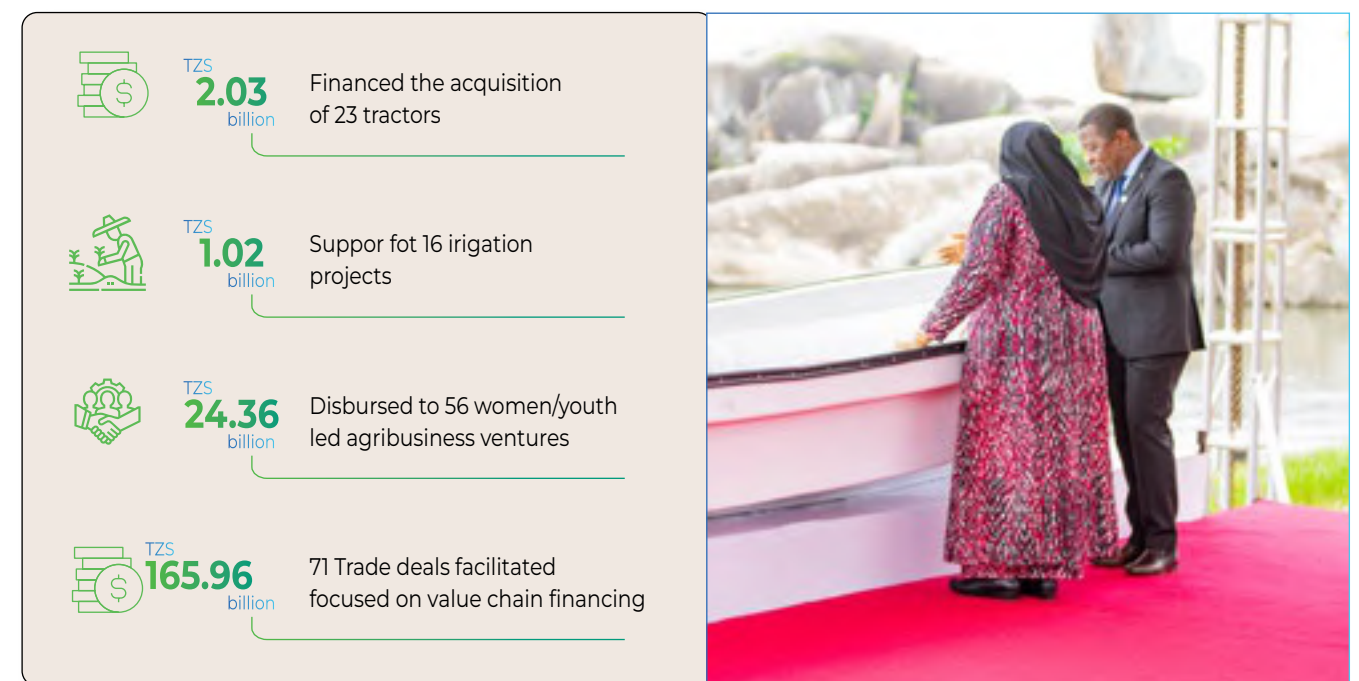 TZS
2.03
billion
Financed the acquisition
of 23 tractors
TZS
1.02
billion
Suppor fot 16 irigation
projects
TZS
24.36
billion
Disbursed to 56 women/youth
led agribusiness ventures
TZS
165.96
billion
71 Trade deals facilitated
focused on value chain financing